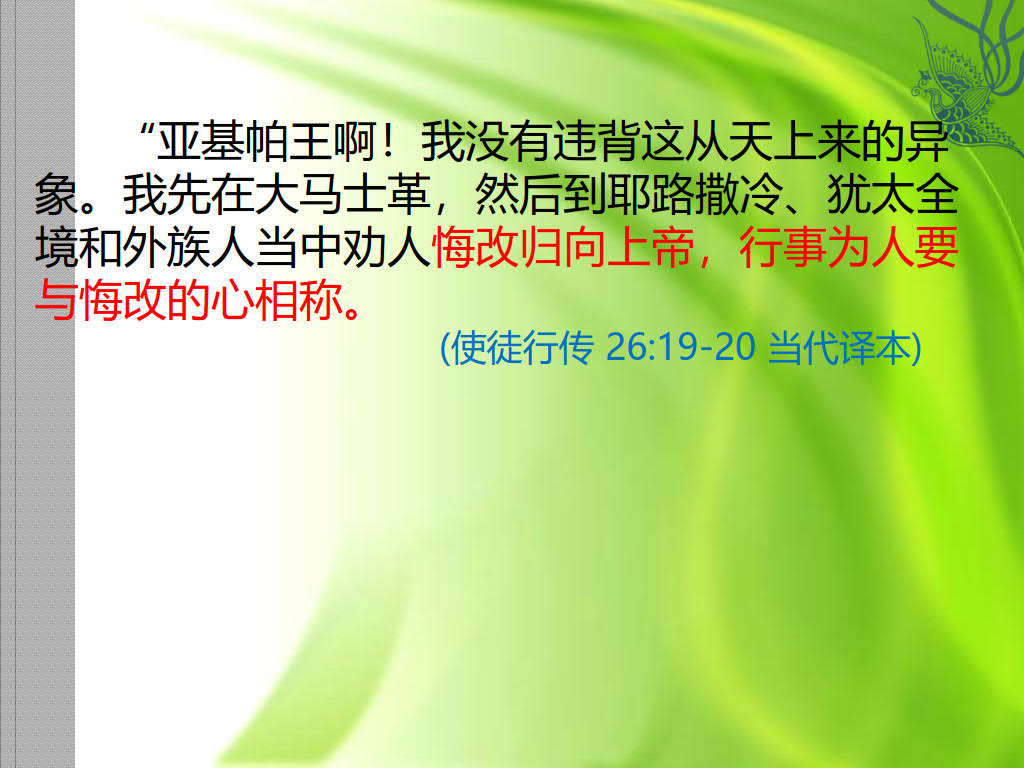 “亚基帕王啊！我没有违背这从天上来的异
象。我先在大马士革，然后到耶路撒冷、犹太全
境和外族人当中劝人悔改归向上帝，行事为人要
与悔改的心相称。
(使徒行传 26:19-20 当代译本)